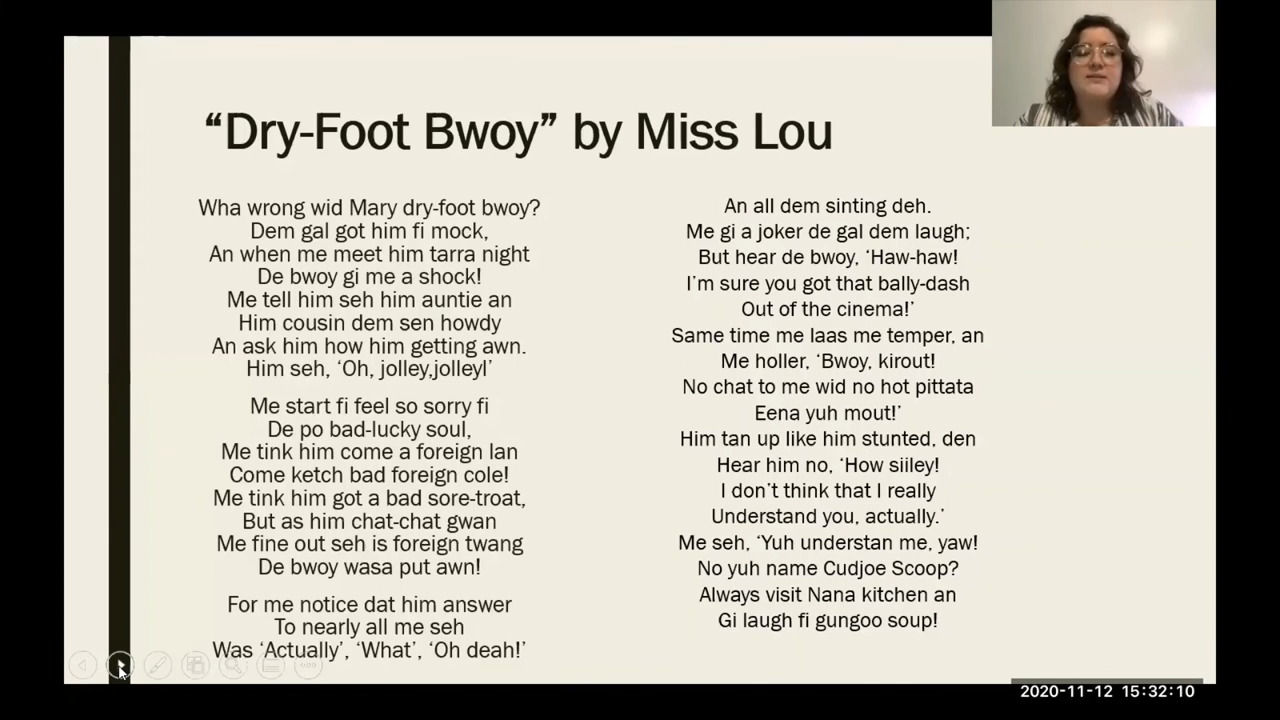 “Dry-Foot Bwoy” by Miss Lou
Wha wrong wid Mary dry-foot bwoy?
Dem gal got him fi mock,
An when me meet him tarra night
De bwoy gi me a shock!
Me tell him seh him auntie an
Him cousin dem sen howdy
An ask him how him getting awn.
Him seh, ‘Oh, jolley,jolleyl’
Me start fi feel so sorry fi
De po bad-lucky soul,
Me tink him come a foreign lan
Come ketch bad foreign cole!
Me tink him got a bad sore-troat,
But as him chat-chat gwan
Me fine out seh is foreign twang
De bwoy wasa put awn!
For me notice dat him answer
To nearly all me seh
Was ‘Actually’, ‘What’, ‘Oh deah!’
An all dem sinting deh.
Me gi a joker de gal dem laugh;
But hear de bwoy, ‘Haw-haw!
I’m sure you got that bally-dash
Out of the cinema!’
Same time me laas me temper, an
Me holler, ‘Bwoy, kirout!
No chat to me wid no hot pittata
Eena yuh mout!’
Him tan up like him stunted, den
Hear him no, ‘How siiley!
I don’t think that I really
Understand you, actually.’
Me seh, ‘Yuh understan me, yaw!
No yuh name Cudjoe Scoop?
Always visit Nana kitchen an
Gi laugh fi gungoo soup!
2020-11-12 15:32:10